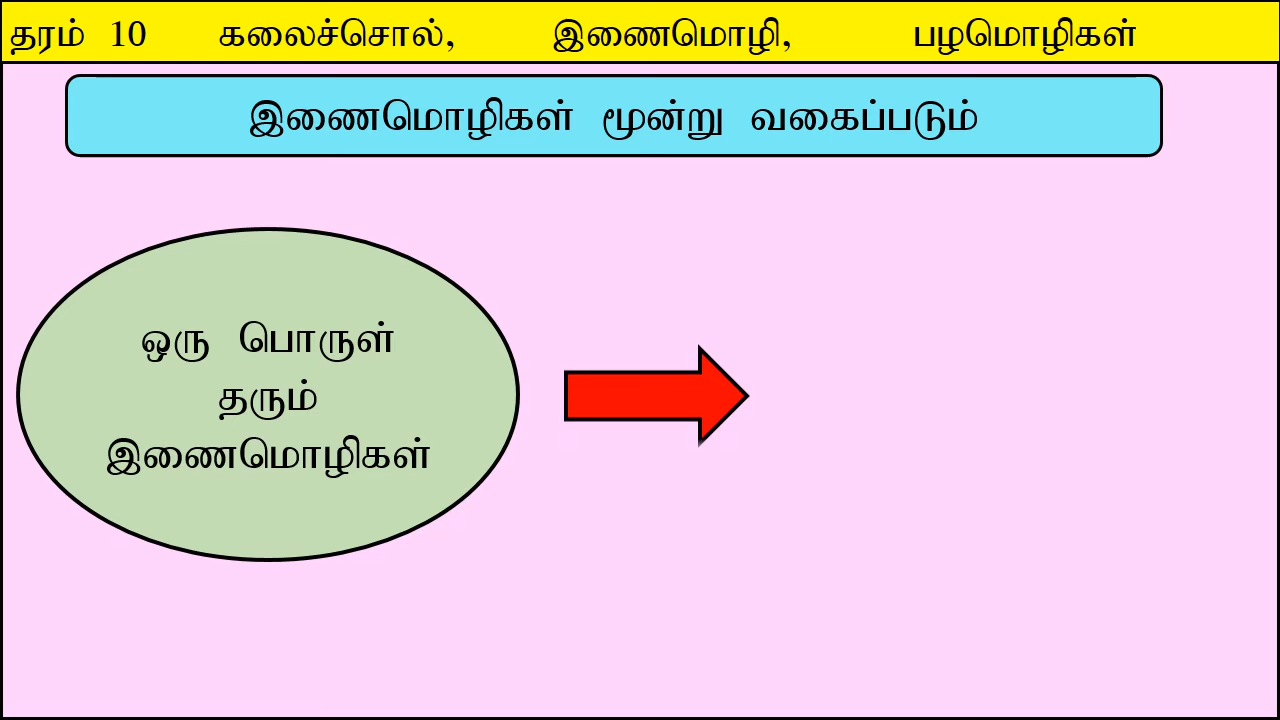 தரம் 10 கலைச்சொல், இணைமொழி, பழமொழிகள்
இணைமொழிகள் மூன்று வகைப்படும்
ஒரு பொருள்
தரும்
இணைமொழிகள்